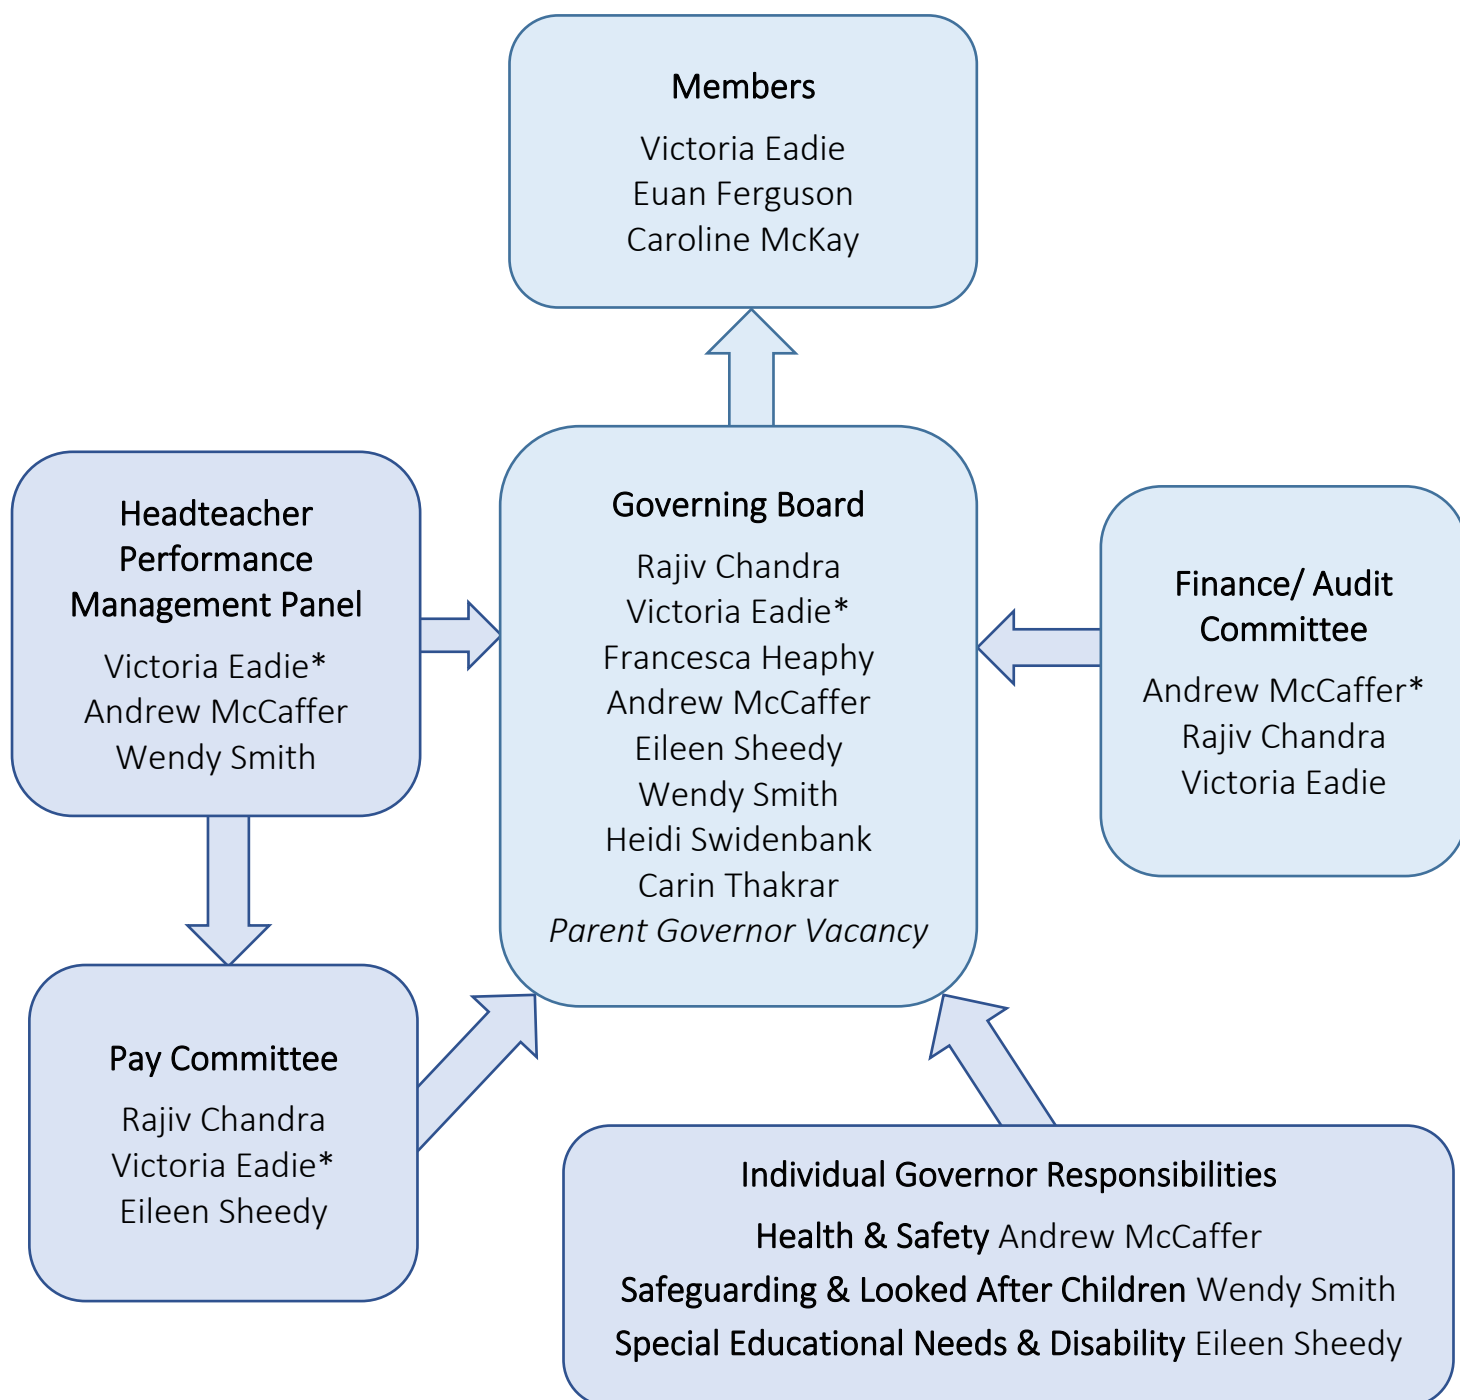 Members
Victoria Eadie
Euan Ferguson
Caroline McKay
Headteacher
Performance
Management Panel
Victoria Eadie*
Andrew McCaffer
Wendy Smith
Governing Board
Rajiv Chandra
Victoria Eadie*
Francesca Heaphy
Andrew McCaffer
Eileen Sheedy
Wendy Smith
Heidi Swidenbank
Carin Thakrar
Parent Governor Vacancy
Finance/ Audit
Committee
Andrew McCaffer*
Rajiv Chandra
Victoria Eadie
Pay Committee
Rajiv Chandra
Victoria Eadie*
Eileen Sheedy
Individual Governor Responsibilities
Health & Safety Andrew McCaffer
Safeguarding & Looked After Children Wendy Smith
Special Educational Needs & Disability Eileen Sheedy